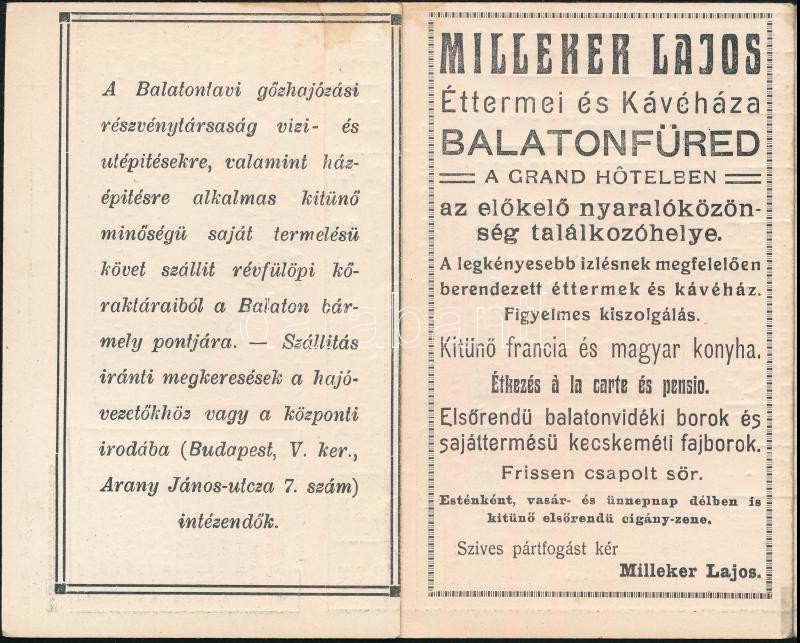 A Balatontavi gőzhajózási
részvénytársaság vizi- és
utépitésekre, valamint ház-
épitésre alkalmas kitünő
minőségü saját termelésü
követ szállit révfülöpi kő-
raktáraiból a Balaton bár-
mely pontjára. — Szállitás
iránti megkeresések a hajó-
vezetőkhöz vagy a központi
irodába (Budapest, V. ker.,
Arany János-utcza 7. szám)
intézendők.
MILLEKER LAJOS
Éttermei és Kávéháza
BALATONFÜRED
A GRAND HÔTELBEN
az előkelő nyaralóközön-
ség találkozóhelye.
A legkényesebb izlésnek megfelelően
berendezett éttermek és kávéház.
Figyelmes kiszolgálás.
Kitünő francia és magyar konyha.
Étkezés à la carte és pensio.
Elsőrendü balatonvidéki borok és
sajáttermésü kecskeméti fajborok.
Frissen csapolt sör.
Esténként, vasár- és ünnepnap délben is
kitünő elsőrendü cigány-zene.
Szives pártfogást kér
Milleker Lajos.
darabanth